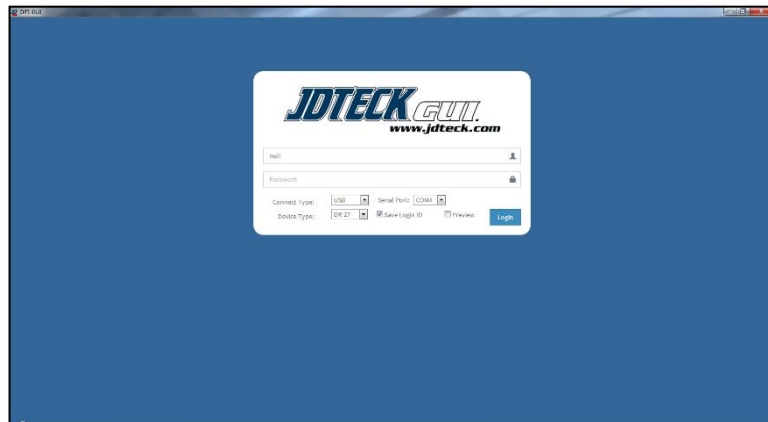 DPS GUI
JDTECK GUI.
www.jdteck.com
null
Password
Connect Type: USB Serial Port: COM4
Device Type: DR 27 Save Login ID Preview Login